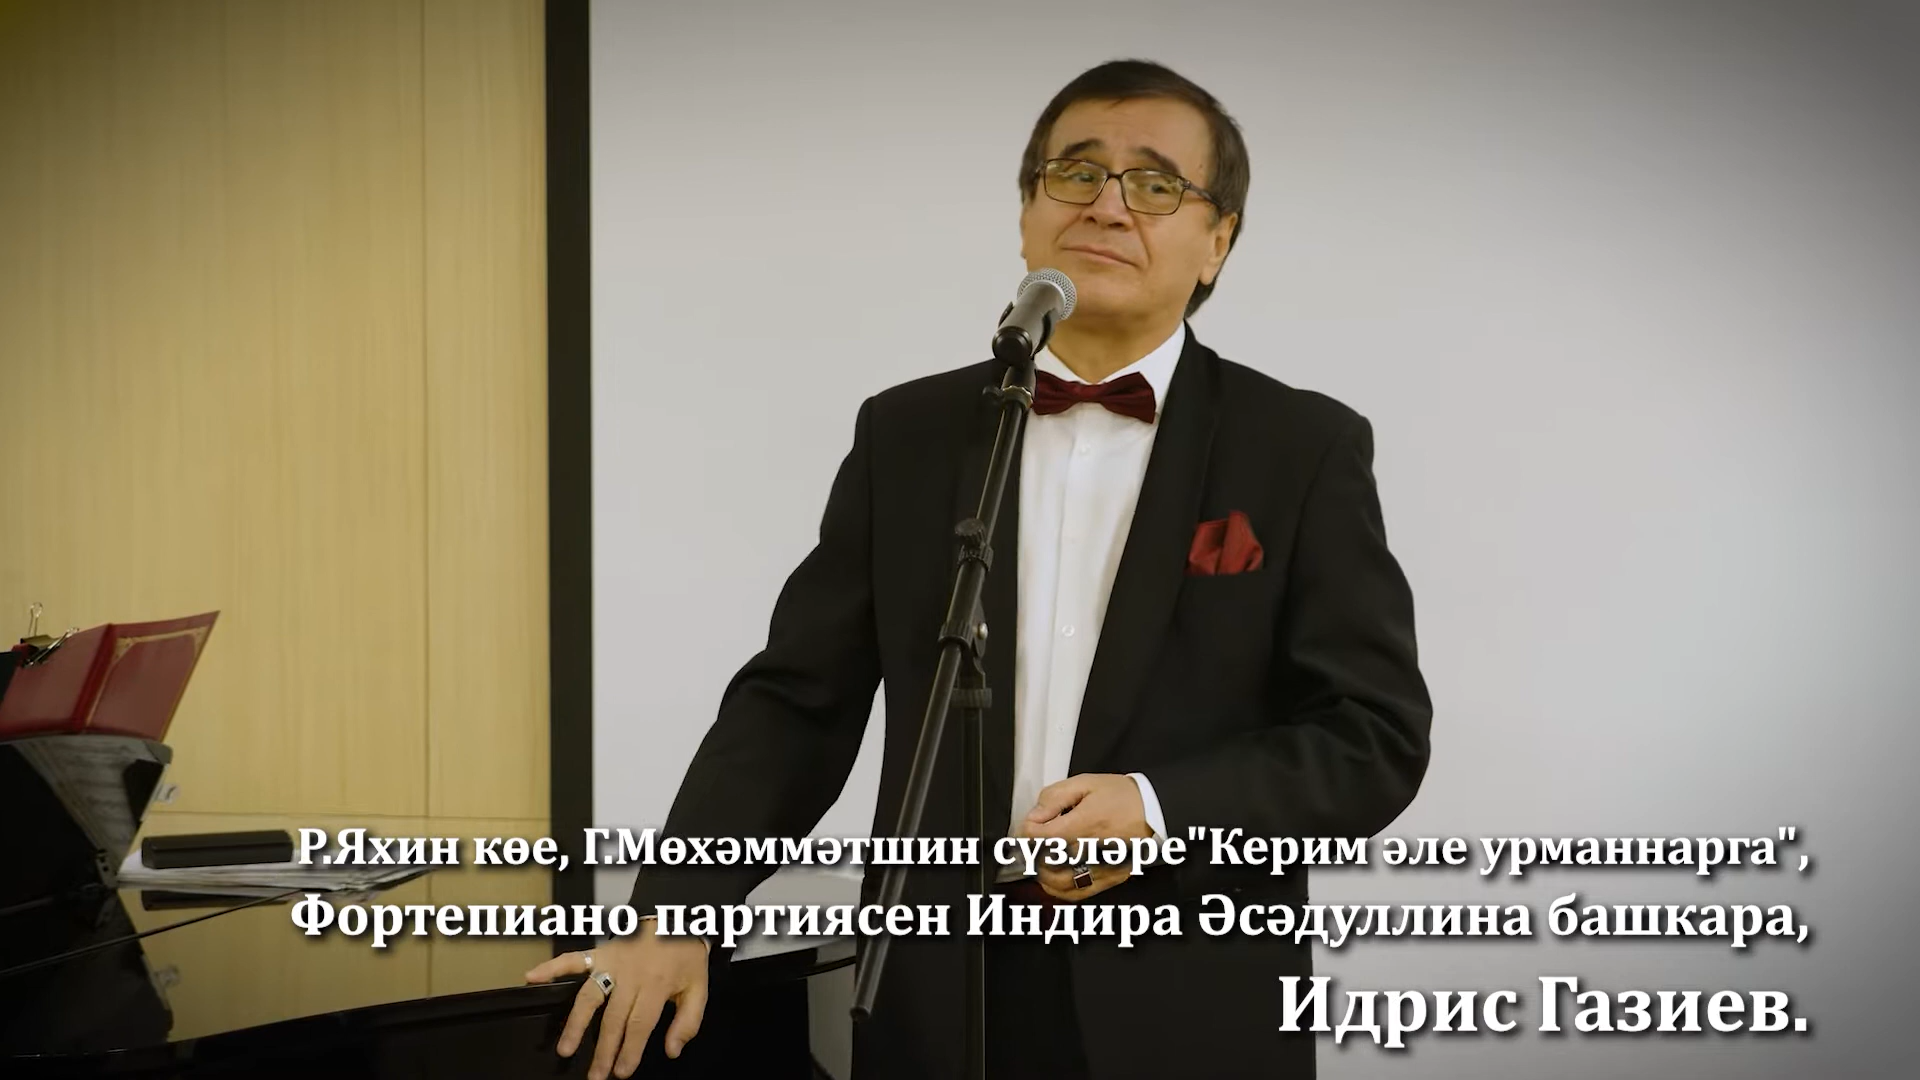 Р.Яхин көе, Г.Мөхәммәтшин сүзләре"Керим әле урманнарга",
Фортепиано партиясен Индира Әсәдуллина башкара,
Идрис Газиев.